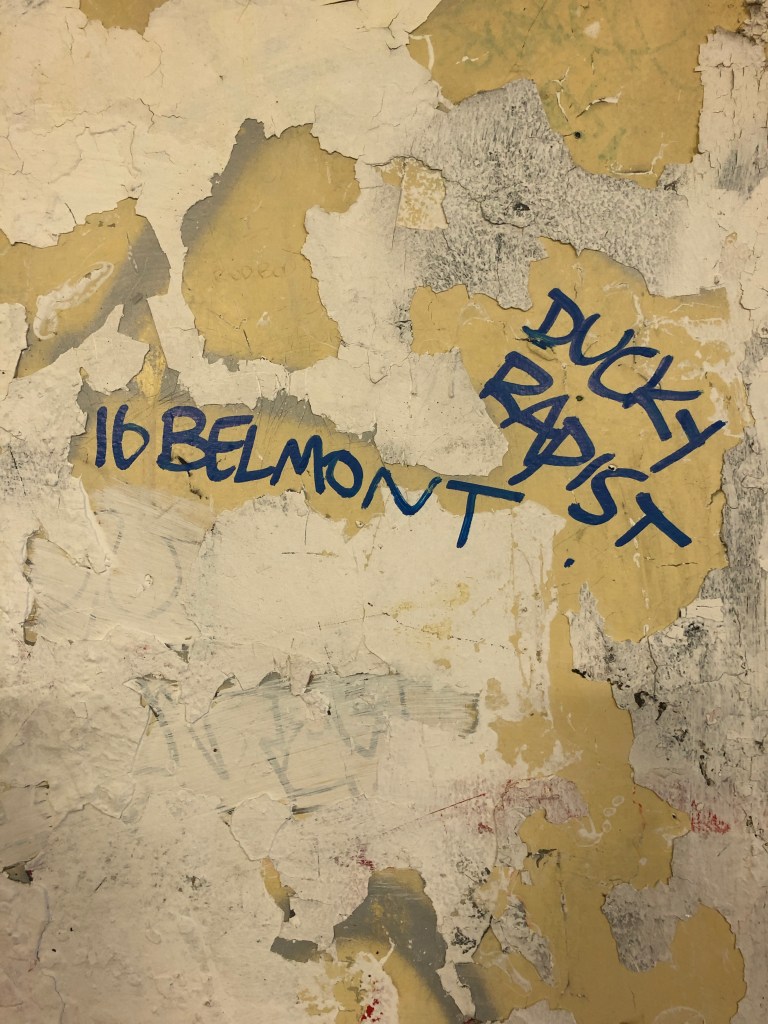 DUCKY
RAPIST
16 BELMONT